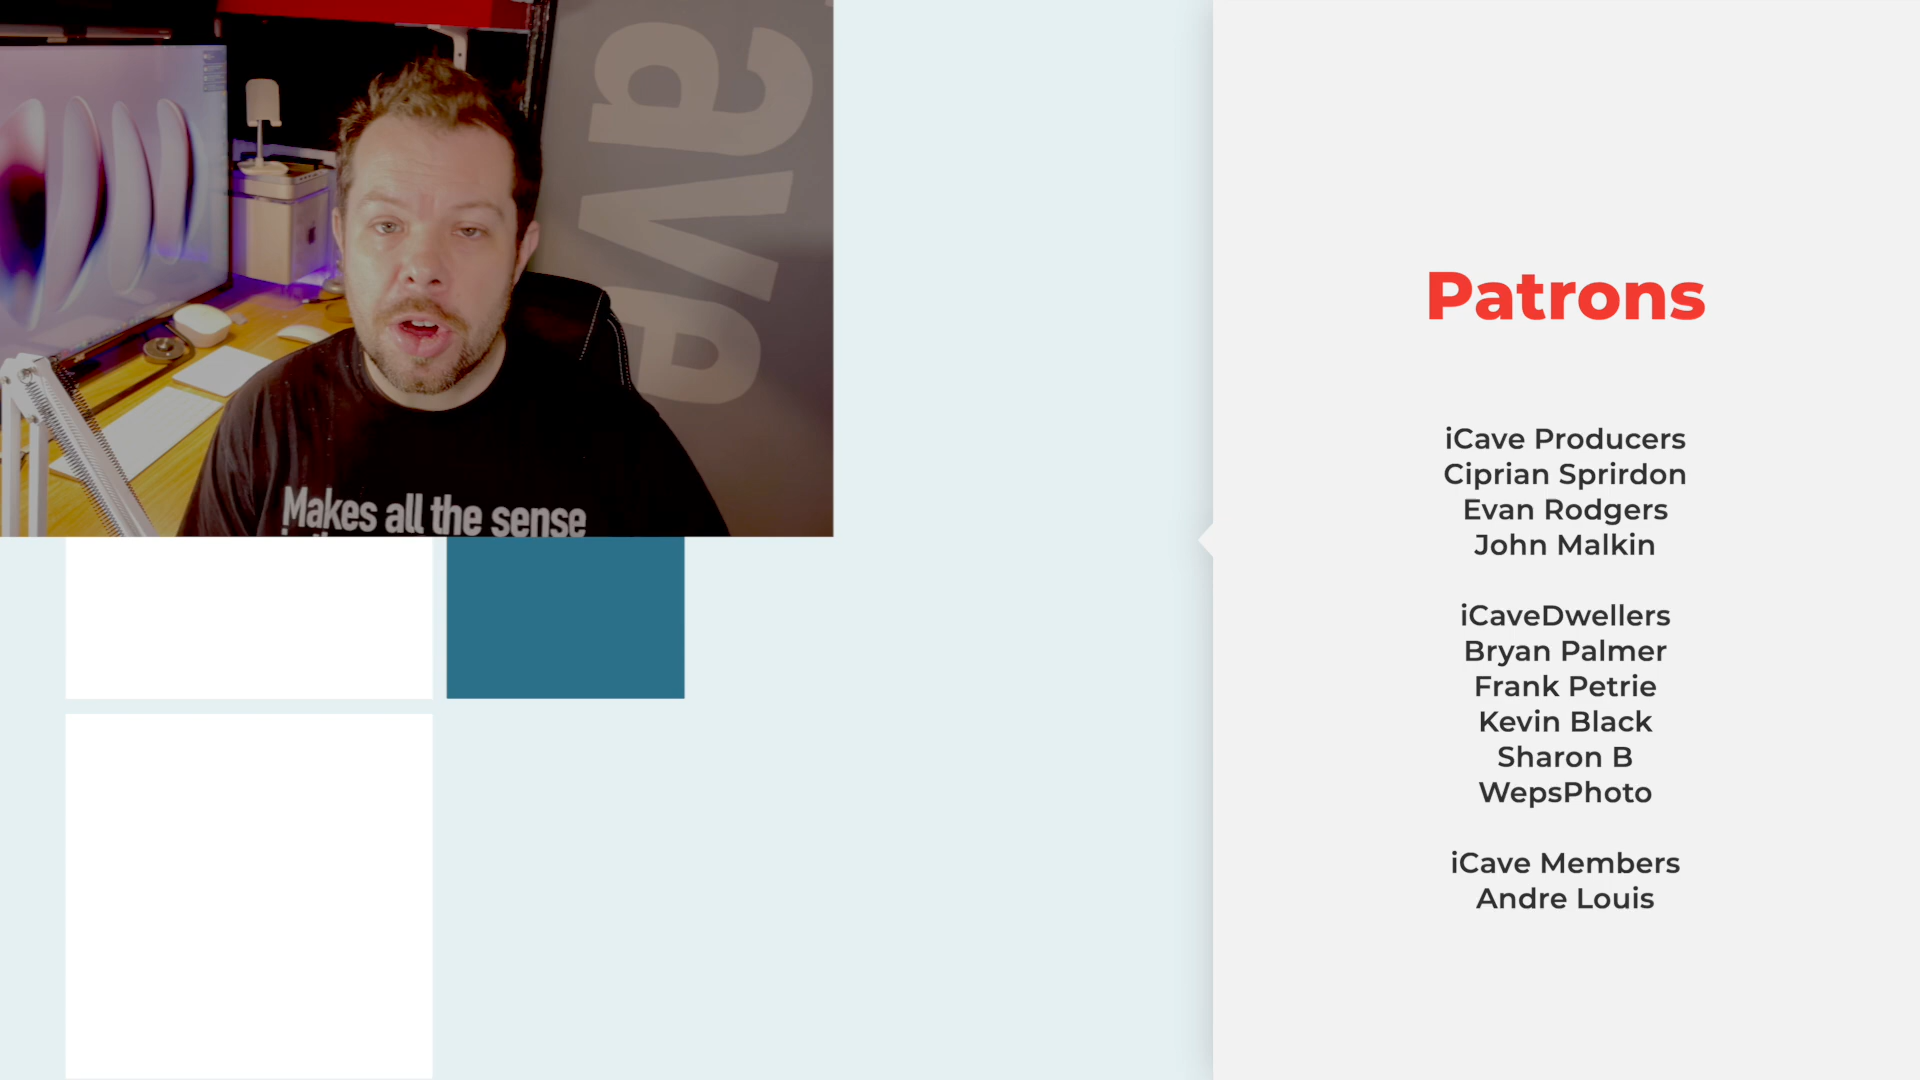 ave
Makes all the sense
Patrons
iCave Producers
Ciprian Sprirdon
Evan Rodgers
John Malkin
iCaveDwellers
Bryan Palmer
Frank Petrie
Kevin Black
Sharon B
WepsPhoto
iCave Members
Andre Louis